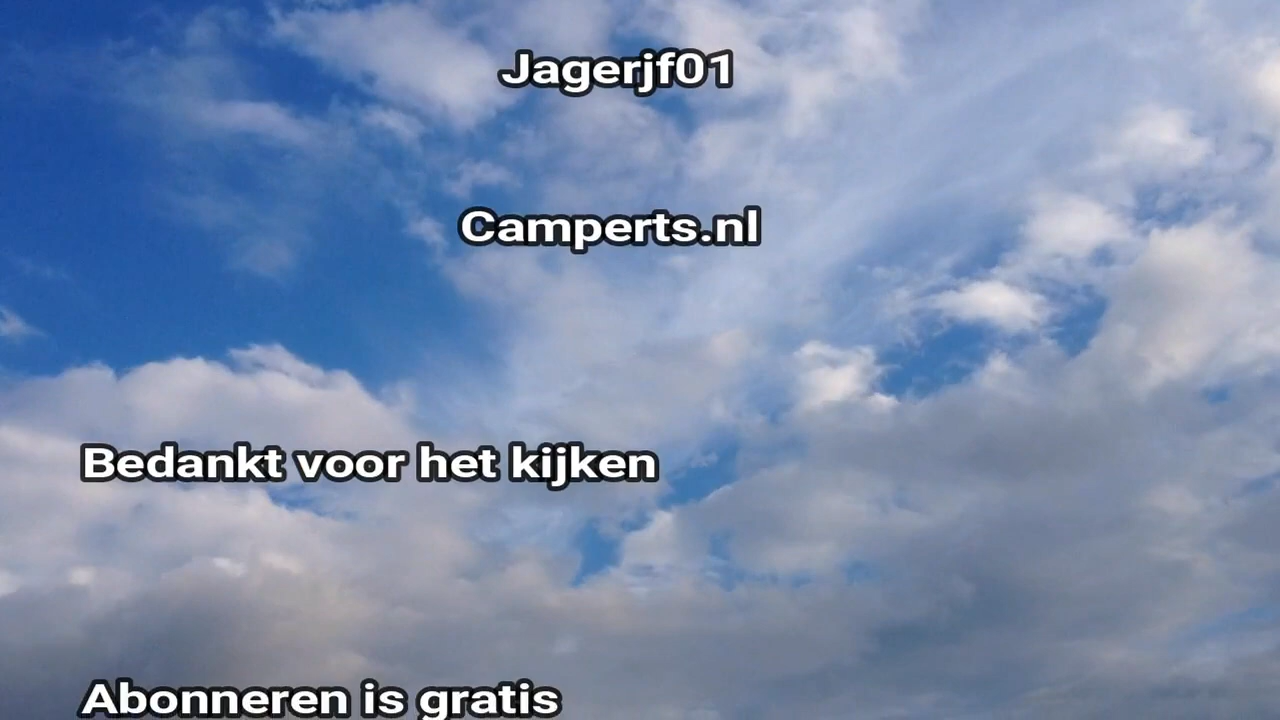 Jagerjf01
Camperts.nl
Bedankt voor het kijken
Abonneren is gratis